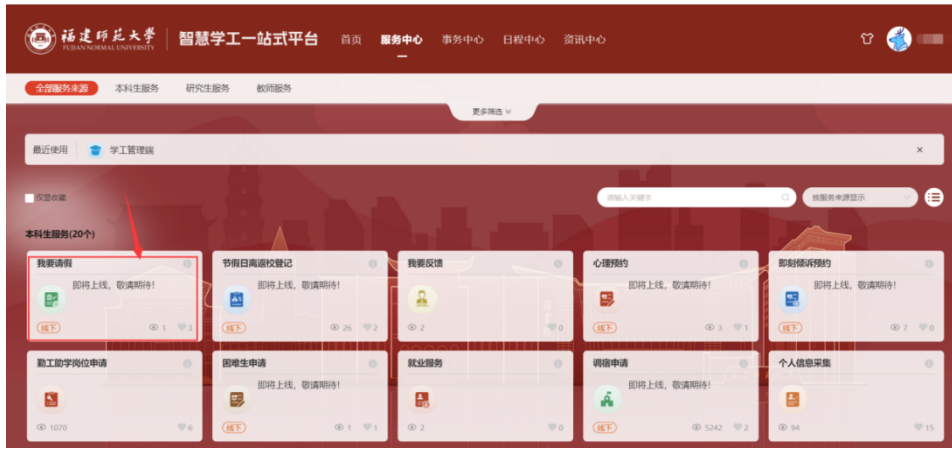 福建师范大学 智慧学工一站式平台 首页 服务中心 事务中心 日程中心 资讯中心
FUJIAN NORMAL UNIVERSITY
全部服务来源 本科生服务 研究生服务 教师服务
更多筛选
最近使用 学工管理端 ×
仅显收藏 请输入关键字 按服务来源显示
本科生服务(20个)
我要请假 节假日离返校登记 我要反馈 心理预约 即刻倾诉预约
即将上线，敬请期待! 即将上线，敬请期待! 即将上线，敬请期待! 即将上线，敬请期待!
线下 1 3 线下 26 2 2 0 线下 3 1 线下 7 0
勤工助学岗位申请 困难生申请 就业服务 调宿申请 个人信息采集
即将上线，敬请期待! 即将上线，敬请期待!
1070 6 线下 1 1 2 0 线下 5242 2 94 15